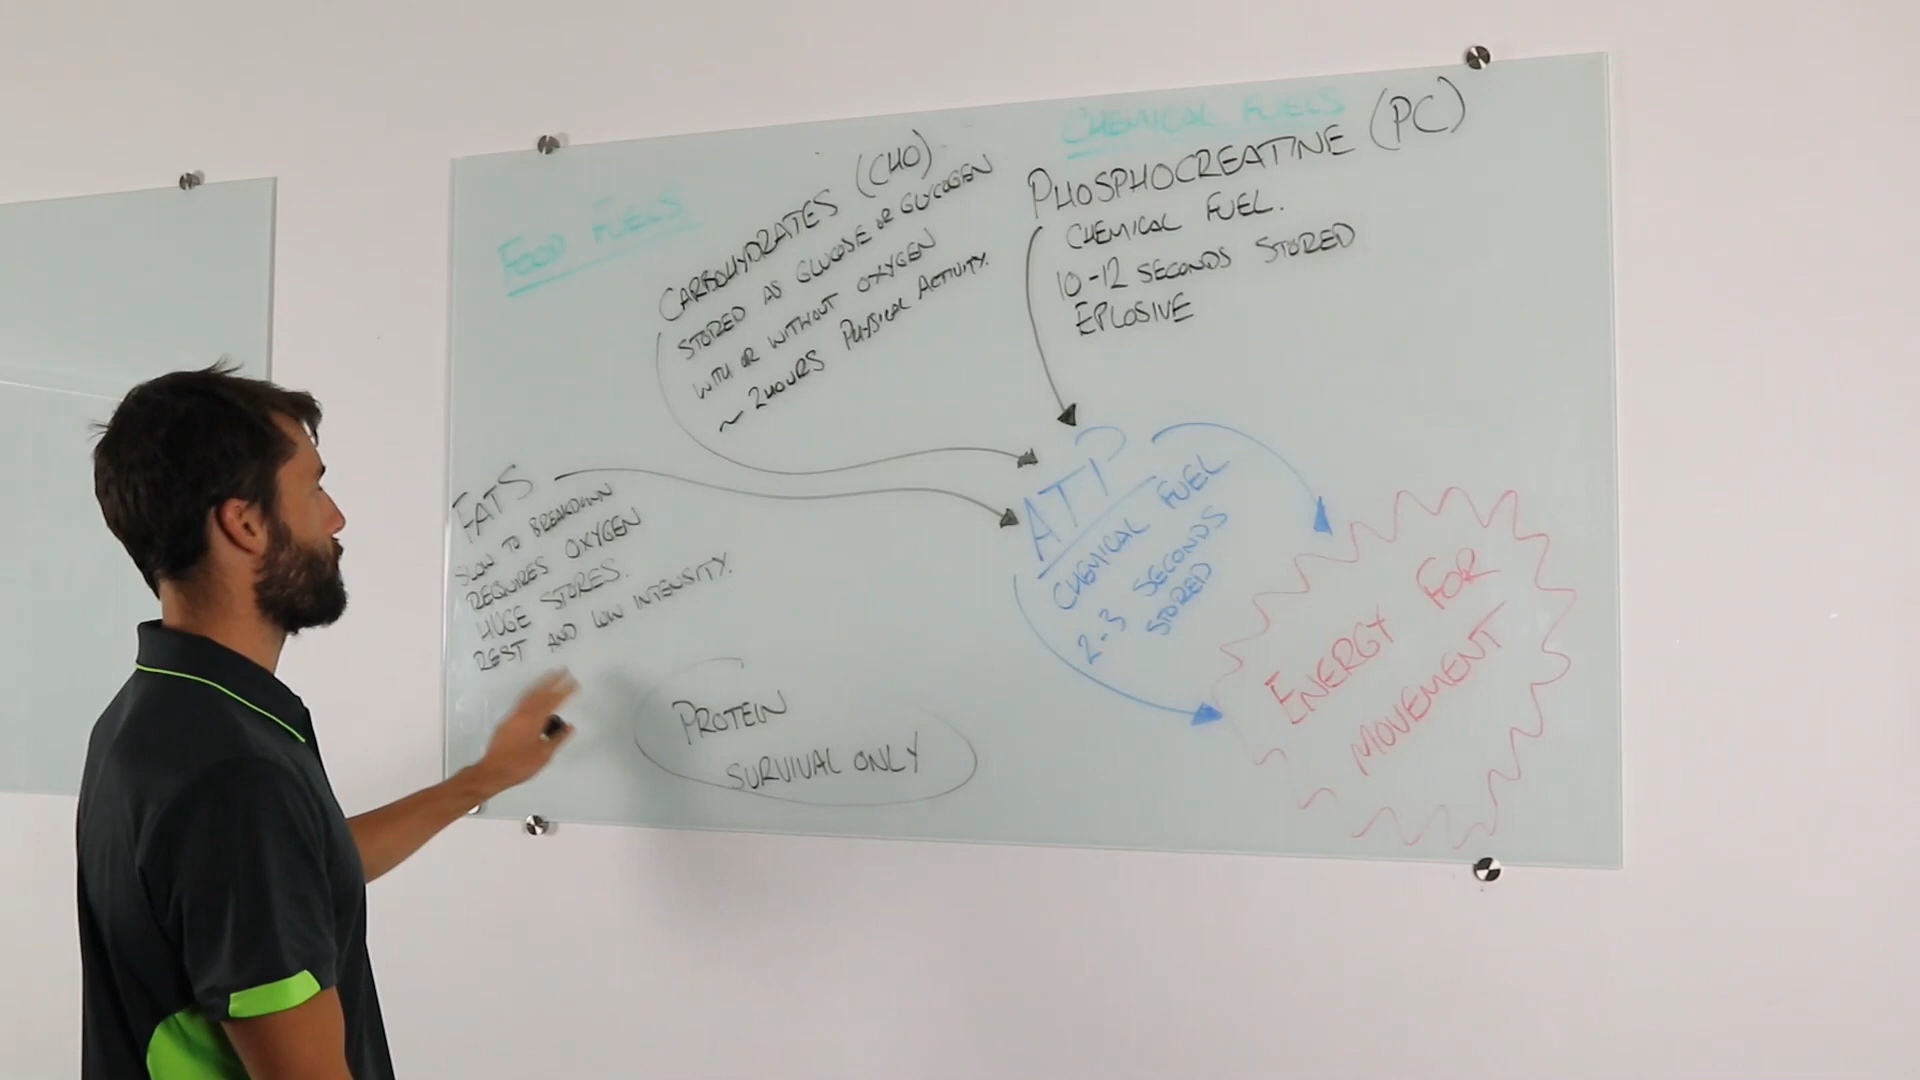 FOOD FUELS
CARBOHYDRATES (CHO)
STORED AS GLUCOSE OR GLYCOGEN
WITH OR WITHOUT OXYGEN
~ 2 HOURS PHYSICAL ACTIVITY.
CHEMICAL FUELS
PHOSPHOCREATINE (PC)
CHEMICAL FUEL.
10-12 SECONDS STORED
EPLOSIVE
FATS
SLOW TO BREAKDOWN
REQUIRES OXYGEN
HUGE STORES.
REST AND LOW INTENSITY.
PROTEIN
SURVIVAL ONLY
ATP
CHEMICAL FUEL
2-3 SECONDS
STORED
ENERGY FOR
MOVEMENT